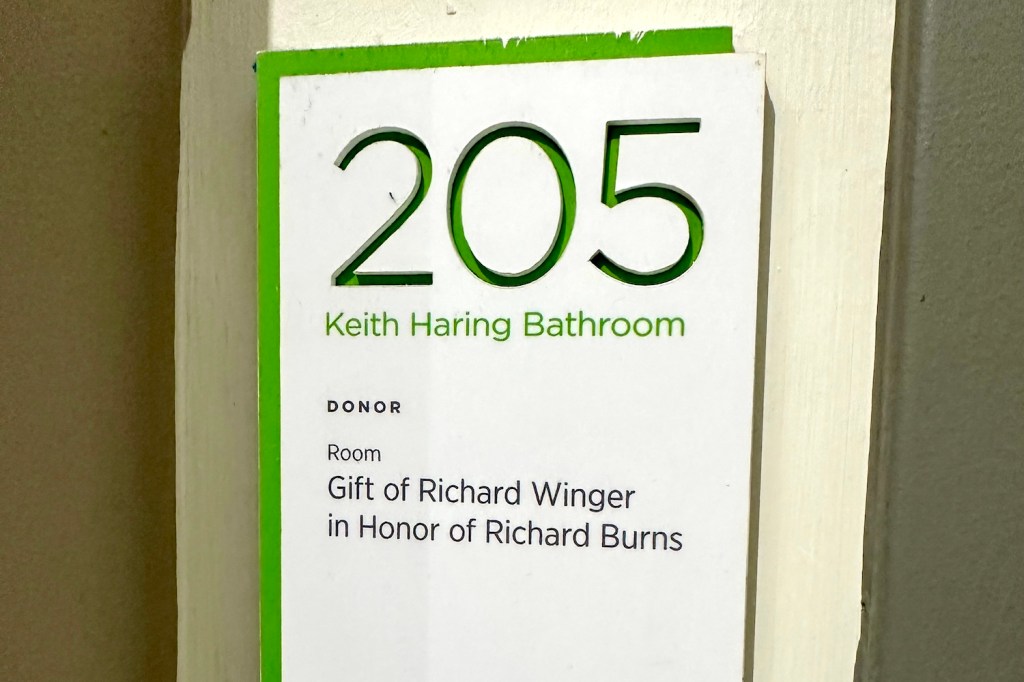 205
Keith Haring Bathroom
DONOR
Room
Gift of Richard Winger
in Honor of Richard Burns